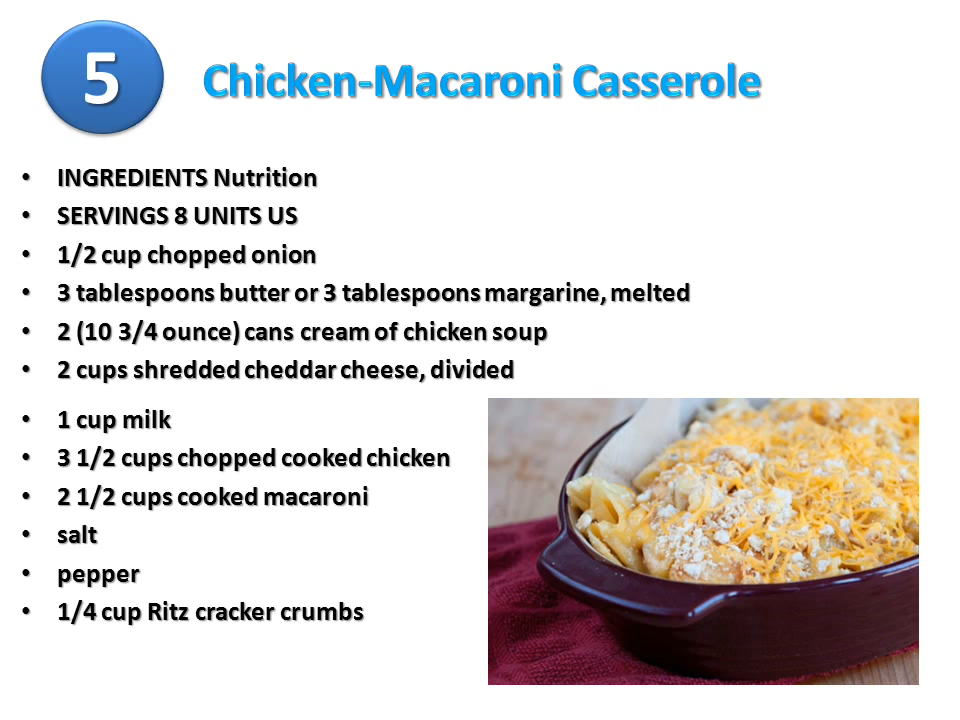 5
Chicken-Macaroni Casserole
• INGREDIENTS Nutrition
• SERVINGS 8 UNITS US
• 1/2 cup chopped onion
• 3 tablespoons butter or 3 tablespoons margarine, melted
• 2 (10 3/4 ounce) cans cream of chicken soup
• 2 cups shredded cheddar cheese, divided
• 1 cup milk
• 3 1/2 cups chopped cooked chicken
• 2 1/2 cups cooked macaroni
• salt
• pepper
• 1/4 cup Ritz cracker crumbs